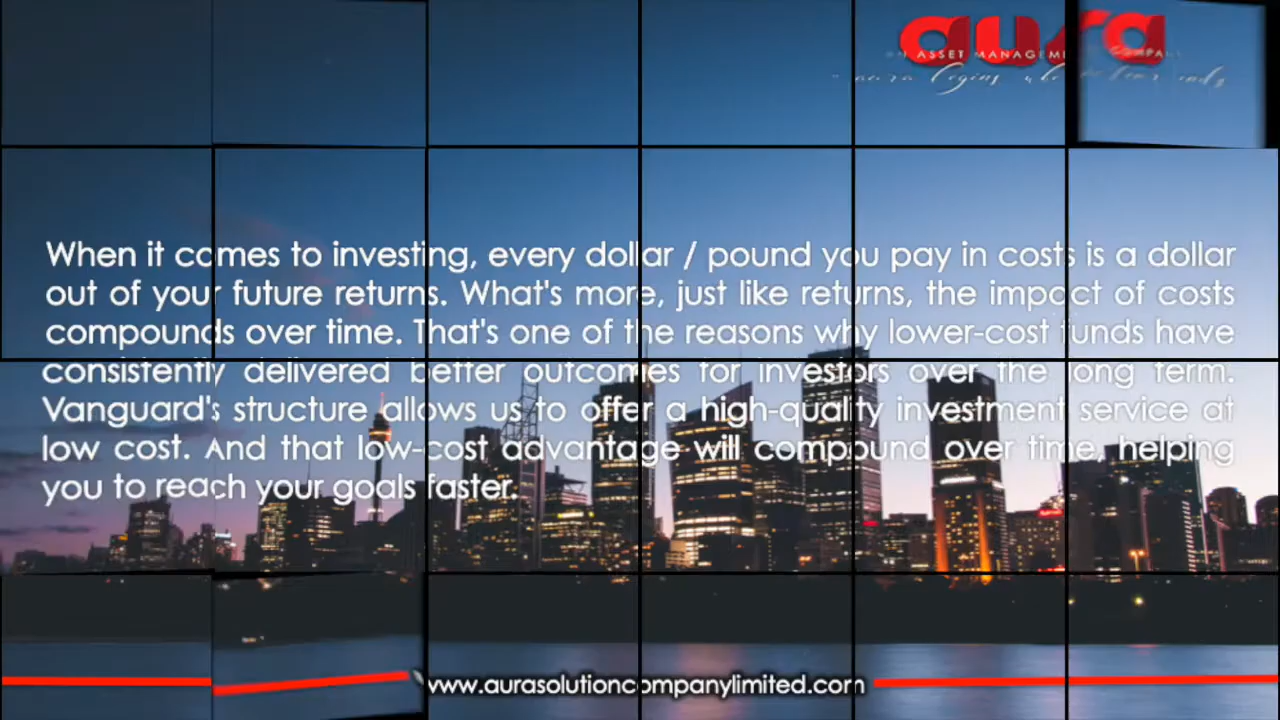 aura
AN ASSET MANAGEMENT COMPANY
When it comes to investing, every dollar / pound you pay in costs is a dollar
out of your future returns. What's more, just like returns, the impact of costs
compounds over time. That's one of the reasons why lower-cost funds have
consistently delivered better outcomes for investors over the long term.
Vanguard's structure allows us to offer a high-quality investment service at
low cost. And that low-cost advantage will compound over time, helping
you to reach your goals faster.
www.aurasolutioncompanylimited.com